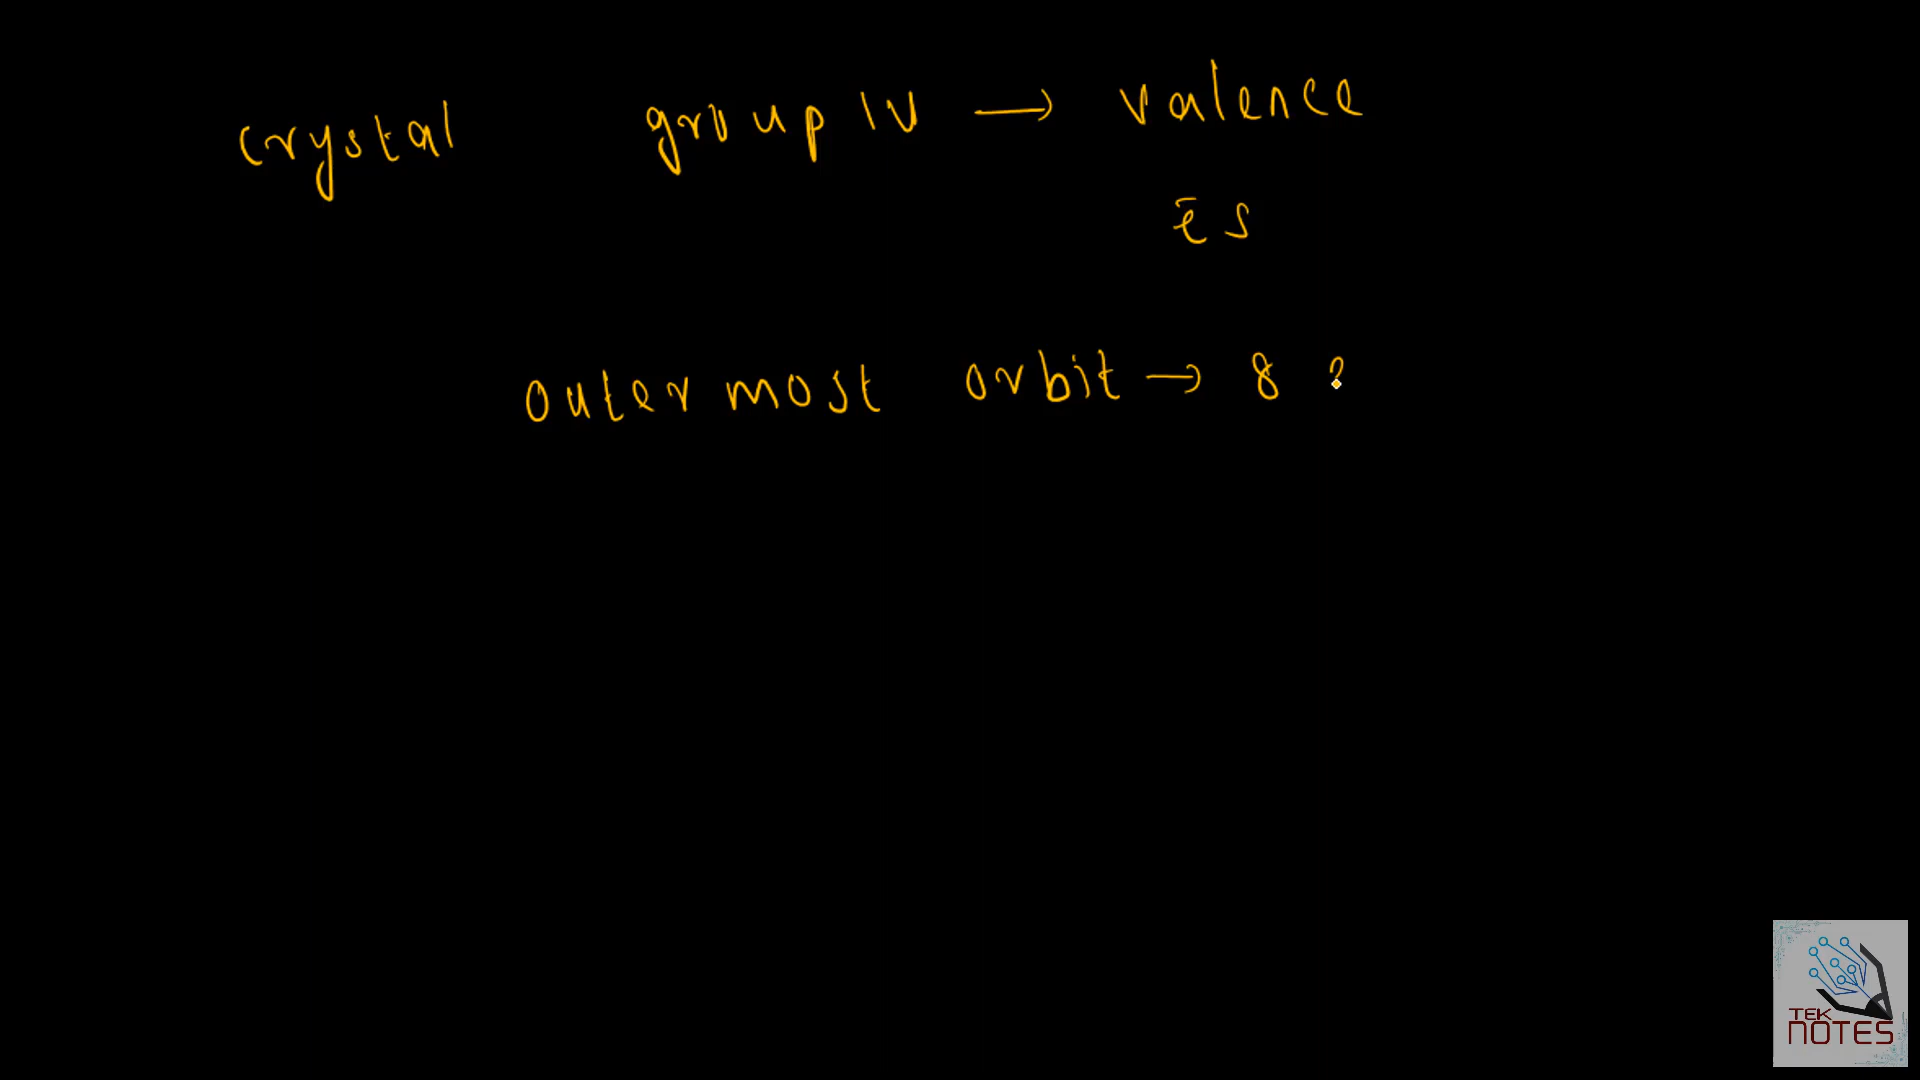 crystal group IV → valence
ēs
outermost orbit → 8 ?
TEK
NOTES